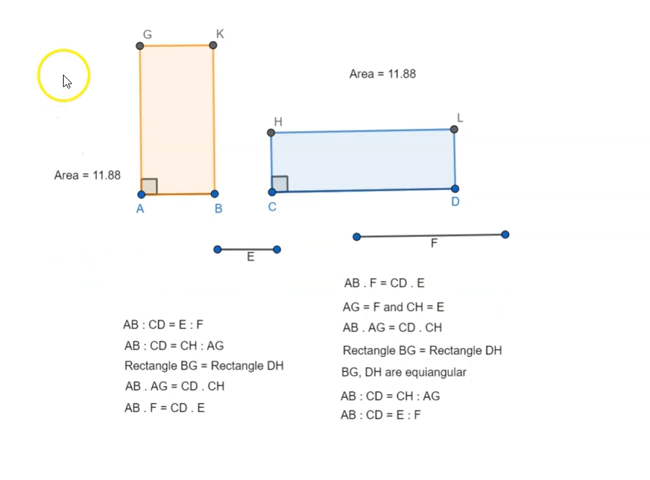 G
K
Area = 11.88
H
L
Area = 11.88
A
B
C
D
E
F
AB : CD = E : F
AB : CD = CH : AG
Rectangle BG = Rectangle DH
AB . AG = CD . CH
AB . F = CD . E
AB . F = CD . E
AG = F and CH = E
AB . AG = CD . CH
Rectangle BG = Rectangle DH
BG, DH are equiangular
AB : CD = CH : AG
AB : CD = E : F